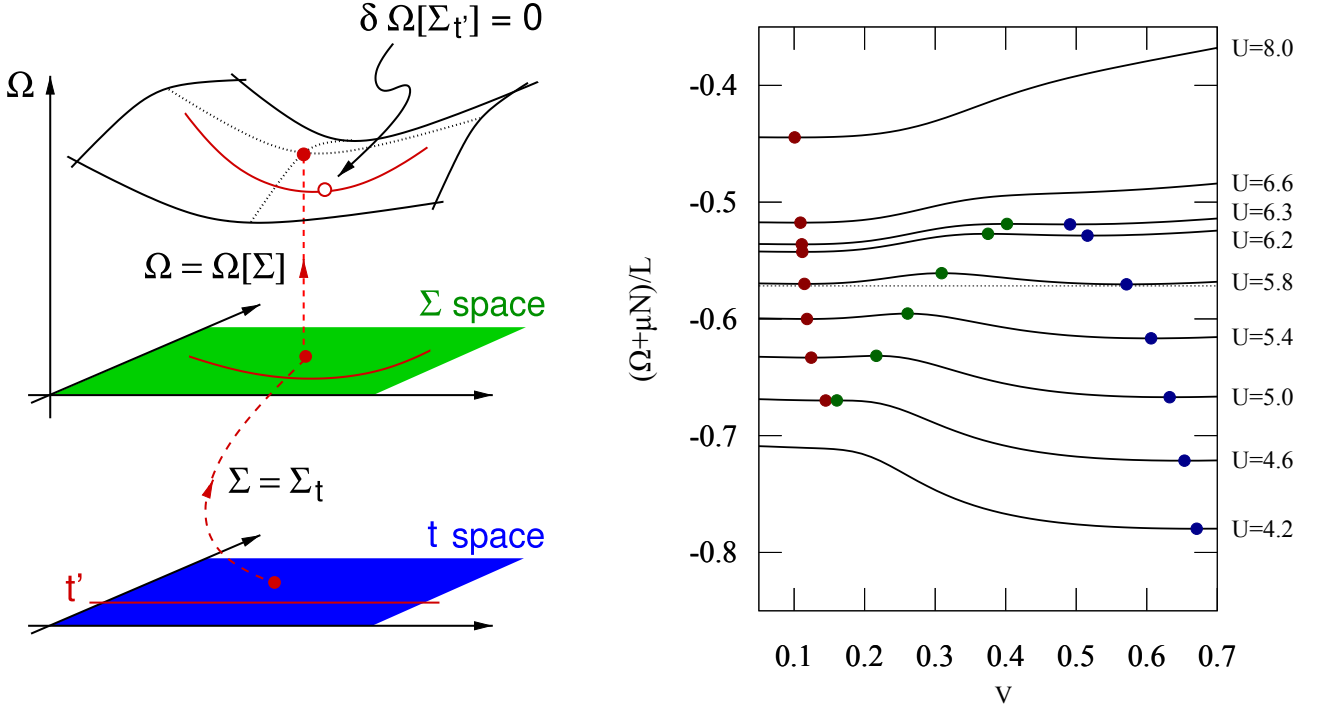 δ Ω[Σt'] = 0
Ω
Ω = Ω[Σ]
Σ space
Σ = Σt
t space
t'
(Ω+μN)/L
-0.4
-0.5
-0.6
-0.7
-0.8
U=8.0
U=6.6
U=6.3
U=6.2
U=5.8
U=5.4
U=5.0
U=4.6
U=4.2
0.1 0.2 0.3 0.4 0.5 0.6 0.7
V